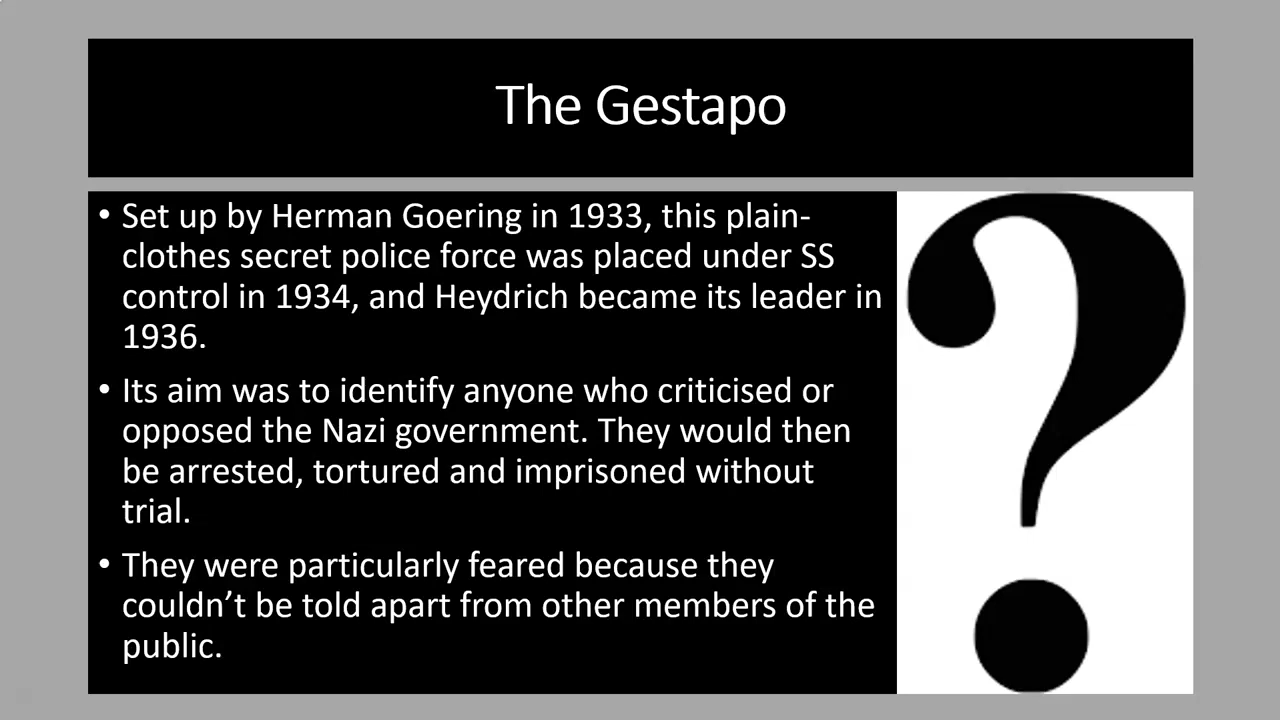 The Gestapo
• Set up by Herman Goering in 1933, this plain-
clothes secret police force was placed under SS
control in 1934, and Heydrich became its leader in
1936.
• Its aim was to identify anyone who criticised or
opposed the Nazi government. They would then
be arrested, tortured and imprisoned without
trial.
• They were particularly feared because they
couldn’t be told apart from other members of the
public.
?